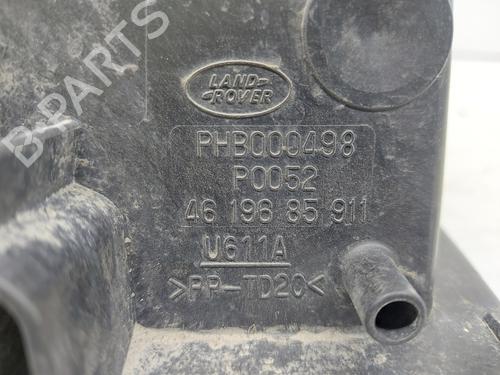 B-PARTS
LAND-
-ROVER
PHB000498
P0052
46 196 85 911
U611A
>PP-TD20<